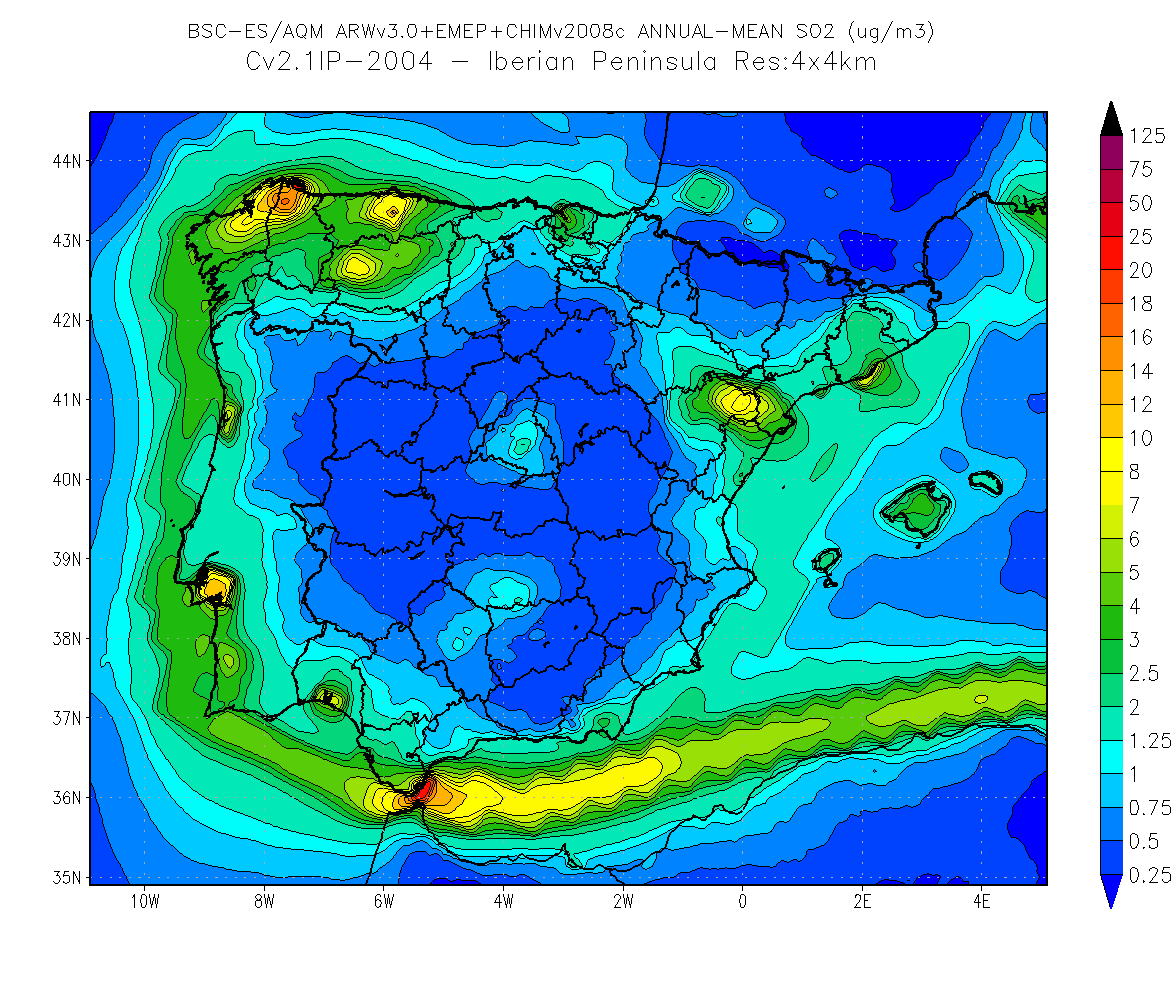 BSC-ES/AQM ARWv3.0+EMEP+CHIMv2008c ANNUAL-MEAN SO2 (ug/m3)
Cv2.1IP-2004 - Iberian Peninsula Res:4x4km
44N
43N
42N
41N
40N
39N
38N
37N
36N
35N
10W 8W 6W 4W 2W 0 2E 4E
125
75
50
25
20
18
16
14
12
10
8
7
6
5
4
3
2.5
2
1.25
1
0.75
0.5
0.25